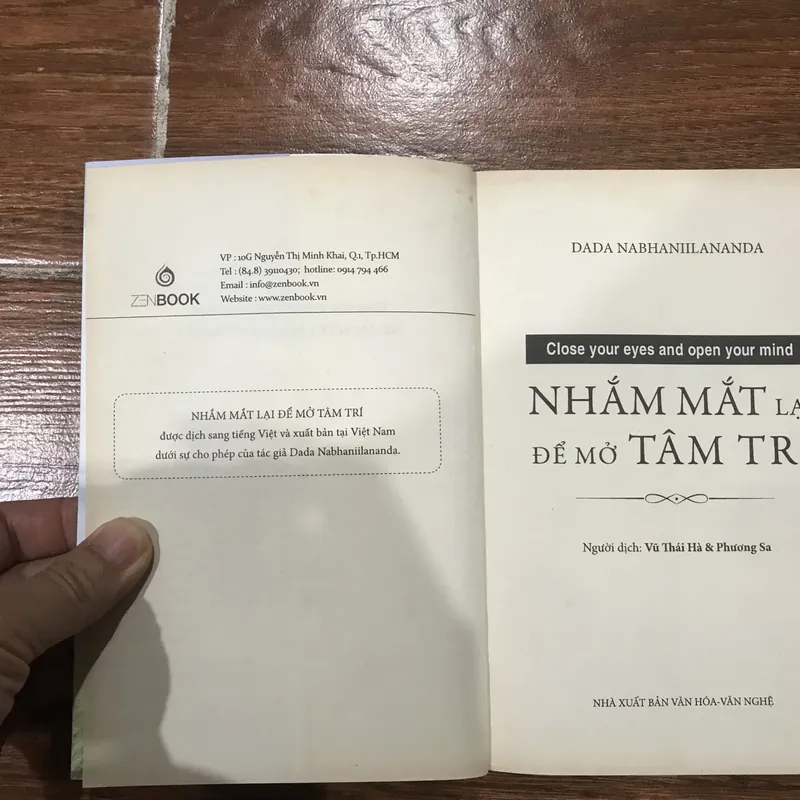 ZENBOOK
VP : 10G Nguyễn Thị Minh Khai, Q.1, Tp.HCM
Tel : (84.8) 39110430; hotline: 0914 794 466
Email : info@zenbook.vn
Website : www.zenbook.vn
NHẮM MẮT LẠI ĐỂ MỞ TÂM TRÍ
được dịch sang tiếng Việt và xuất bản tại Việt Nam
dưới sự cho phép của tác giả Dada Nabhaniilananda.
DADA NABHANIILANANDA
Close your eyes and open your mind
NHẮM MẮT LẠ
ĐỂ MỞ TÂM TR
Người dịch: Vũ Thái Hà & Phương Sa
NHÀ XUẤT BẢN VĂN HÓA-VĂN NGHỆ